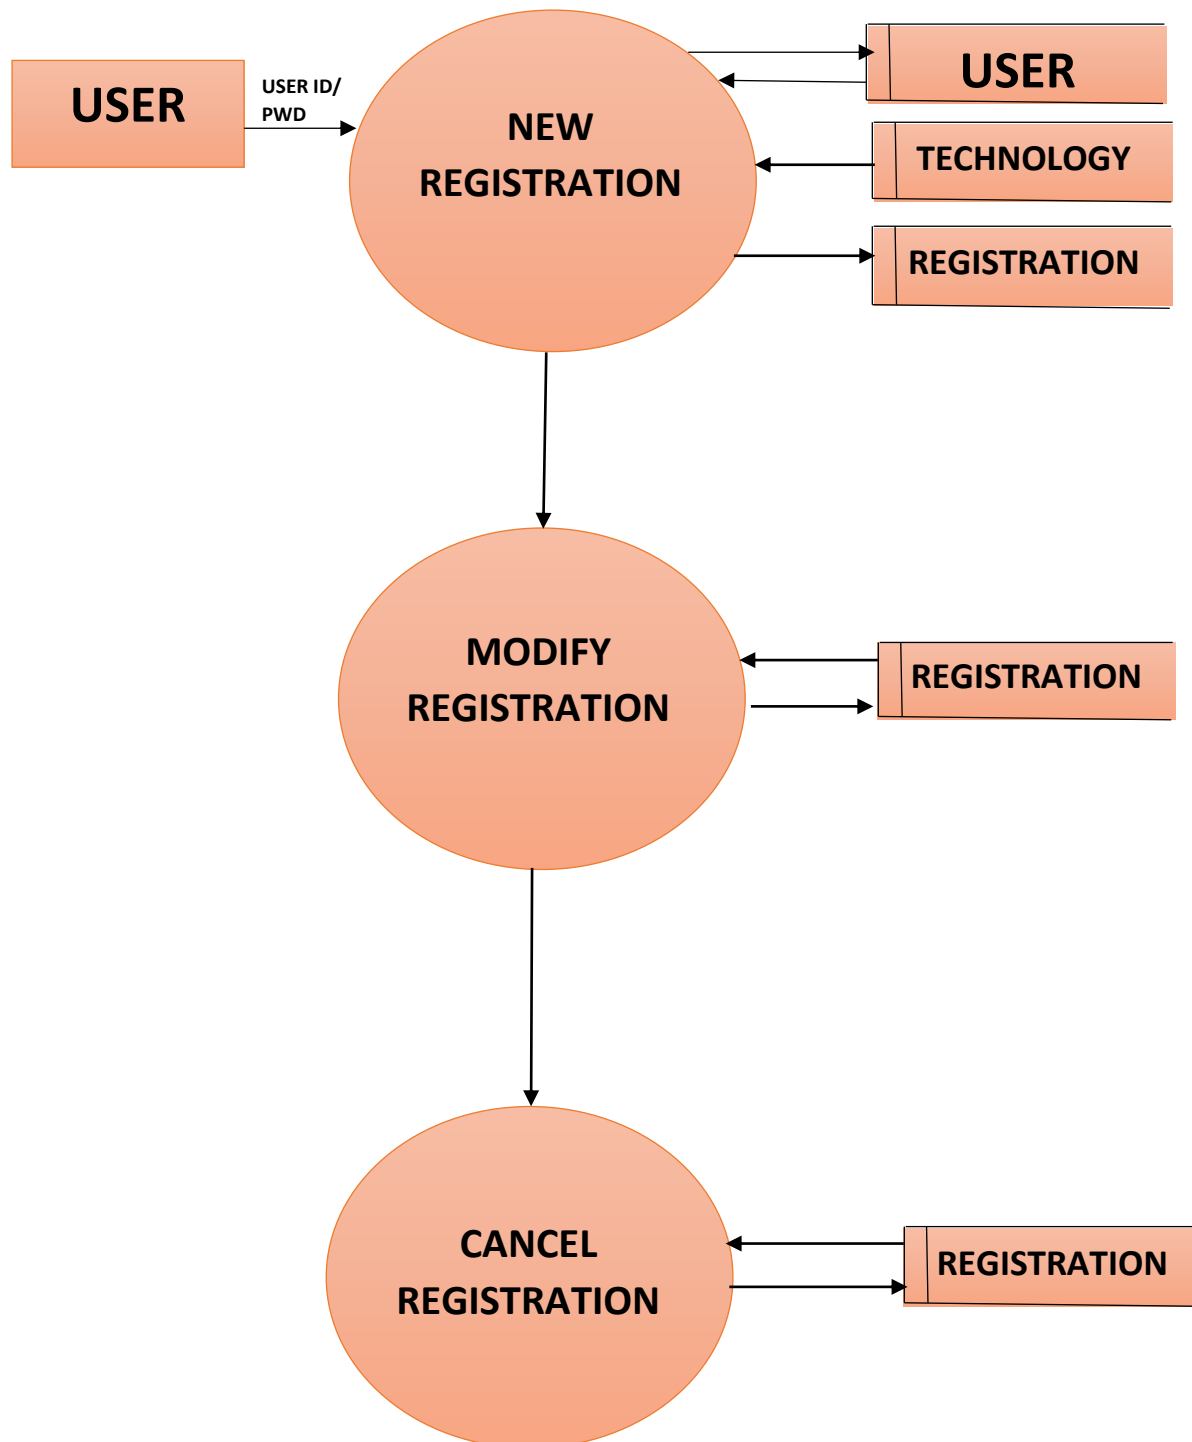 USER
USER ID/
PWD
NEW
REGISTRATION
USER
TECHNOLOGY
REGISTRATION
MODIFY
REGISTRATION
REGISTRATION
CANCEL
REGISTRATION
REGISTRATION